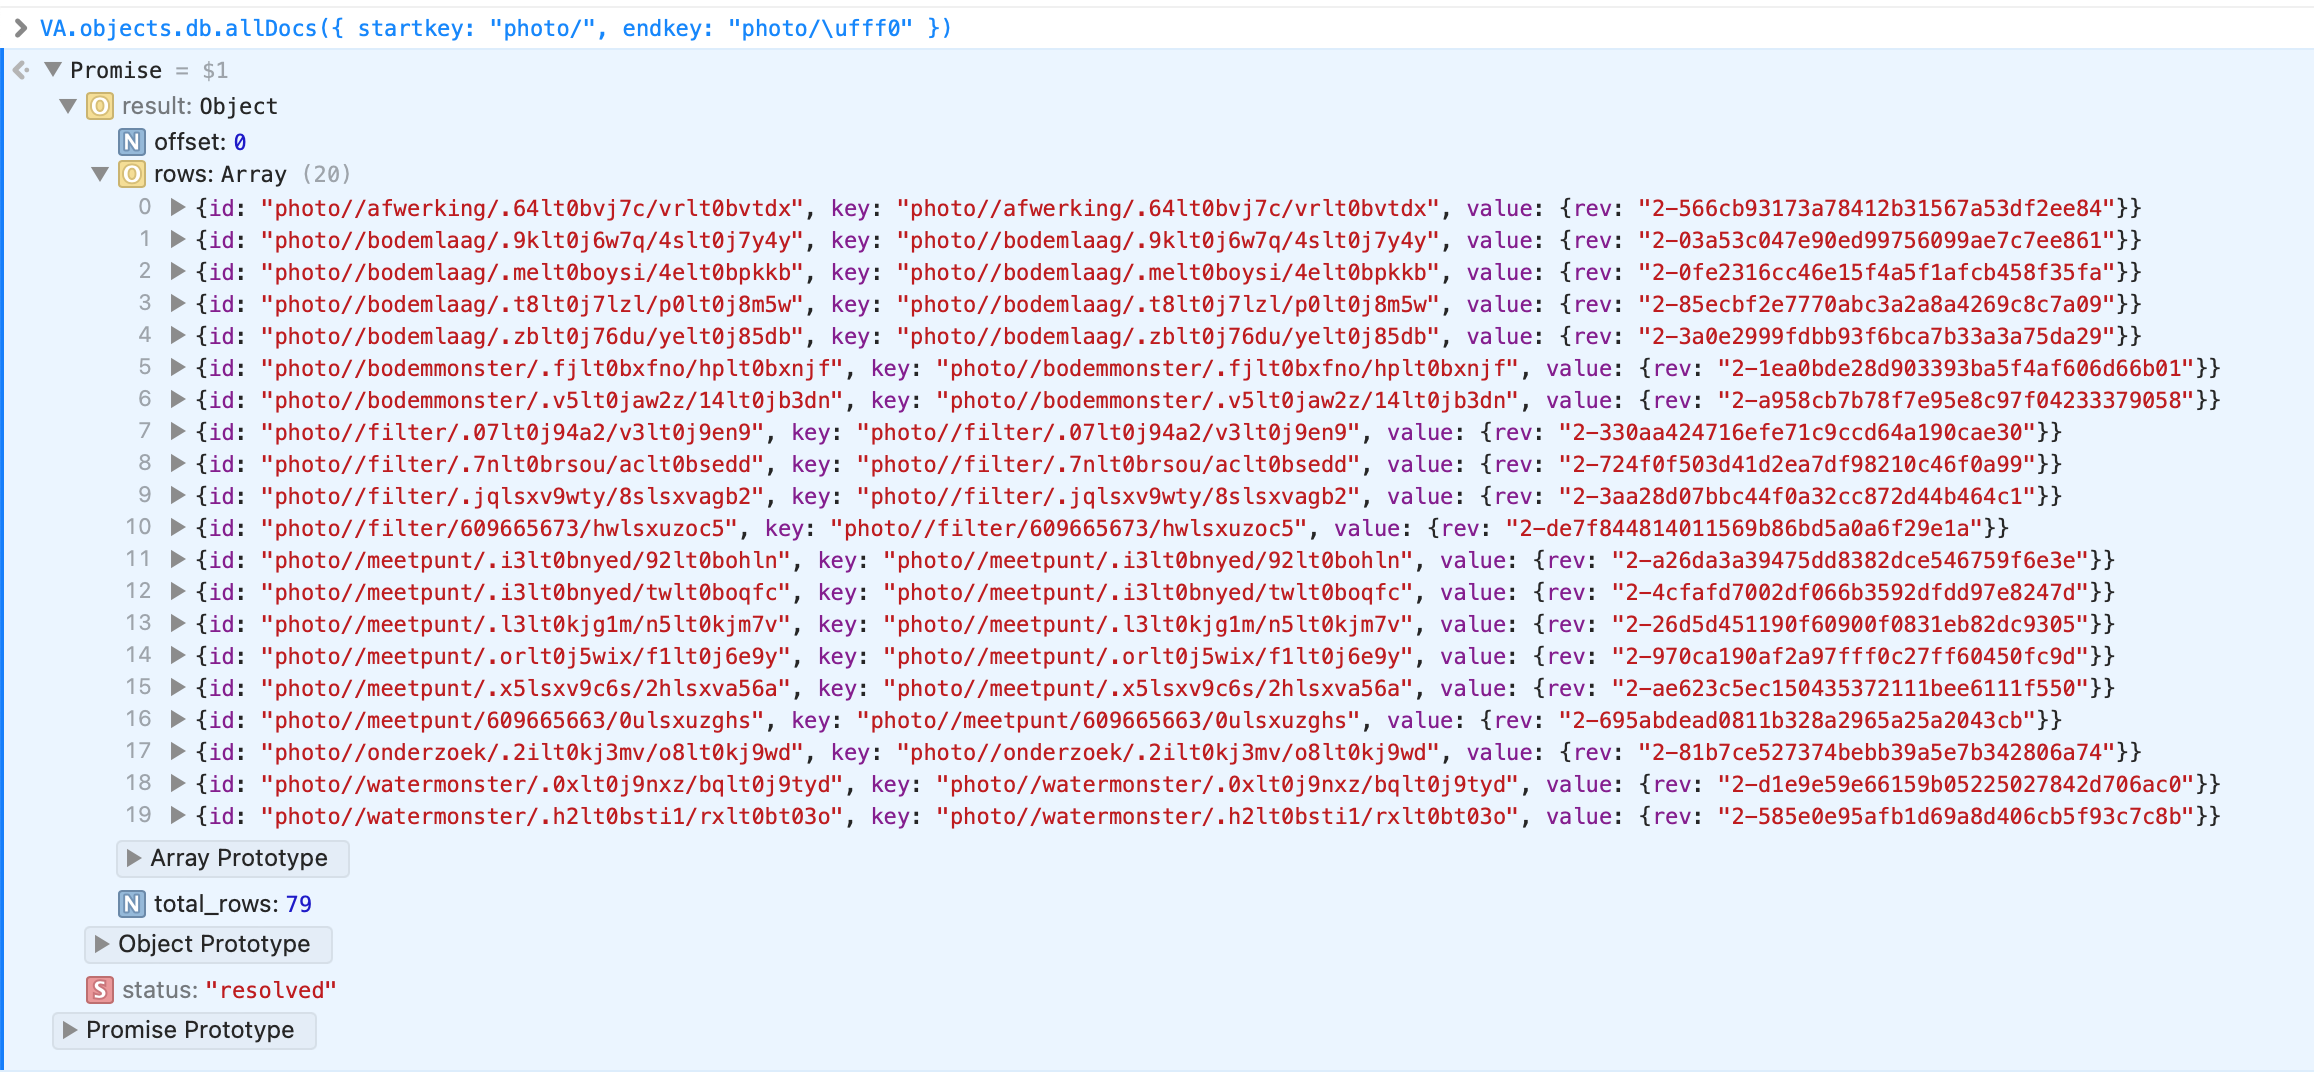 VA.objects.db.allDocs({ startkey: "photo/", endkey: "photo/\ufff0" })
Promise = $1
O result: Object
N offset: 0
O rows: Array (20)
0 {id: "photo//afwerking/.64lt0bvj7c/vrlt0bvtdx", key: "photo//afwerking/.64lt0bvj7c/vrlt0bvtdx", value: {rev: "2-566cb93173a78412b31567a53df2ee84"}}
1 {id: "photo//bodemlaag/.9klt0j6w7q/4slt0j7y4y", key: "photo//bodemlaag/.9klt0j6w7q/4slt0j7y4y", value: {rev: "2-03a53c047e90ed99756099ae7c7ee861"}}
2 {id: "photo//bodemlaag/.melt0boysi/4elt0bpkkb", key: "photo//bodemlaag/.melt0boysi/4elt0bpkkb", value: {rev: "2-0fe2316cc46e15f4a5f1afcb458f35fa"}}
3 {id: "photo//bodemlaag/.t8lt0j7lzl/p0lt0j8m5w", key: "photo//bodemlaag/.t8lt0j7lzl/p0lt0j8m5w", value: {rev: "2-85ecbf2e7770abc3a2a8a4269c8c7a09"}}
4 {id: "photo//bodemlaag/.zblt0j76du/yelt0j85db", key: "photo//bodemlaag/.zblt0j76du/yelt0j85db", value: {rev: "2-3a0e2999fdbb93f6bca7b33a3a75da29"}}
5 {id: "photo//bodemmonster/.fjlt0bxfno/hplt0bxnjf", key: "photo//bodemmonster/.fjlt0bxfno/hplt0bxnjf", value: {rev: "2-1ea0bde28d903393ba5f4af606d66b01"}}
6 {id: "photo//bodemmonster/.v5lt0jaw2z/14lt0jb3dn", key: "photo//bodemmonster/.v5lt0jaw2z/14lt0jb3dn", value: {rev: "2-a958cb7b78f7e95e8c97f04233379058"}}
7 {id: "photo//filter/.07lt0j94a2/v3lt0j9en9", key: "photo//filter/.07lt0j94a2/v3lt0j9en9", value: {rev: "2-330aa424716efe71c9ccd64a190cae30"}}
8 {id: "photo//filter/.7nlt0brsou/aclt0bsedd", key: "photo//filter/.7nlt0brsou/aclt0bsedd", value: {rev: "2-724f0f503d41d2ea7df98210c46f0a99"}}
9 {id: "photo//filter/.jqlsxv9wty/8slsxvagb2", key: "photo//filter/.jqlsxv9wty/8slsxvagb2", value: {rev: "2-3aa28d07bbc44f0a32cc872d44b464c1"}}
10 {id: "photo//filter/609665673/hwlsxuzoc5", key: "photo//filter/609665673/hwlsxuzoc5", value: {rev: "2-de7f844814011569b86bd5a0a6f29e1a"}}
11 {id: "photo//meetpunt/.i3lt0bnyed/92lt0bohln", key: "photo//meetpunt/.i3lt0bnyed/92lt0bohln", value: {rev: "2-a26da3a39475dd8382dce546759f6e3e"}}
12 {id: "photo//meetpunt/.i3lt0bnyed/twlt0boqfc", key: "photo//meetpunt/.i3lt0bnyed/twlt0boqfc", value: {rev: "2-4cfafd7002df066b3592dfdd97e8247d"}}
13 {id: "photo//meetpunt/.l3lt0kjg1m/n5lt0kjm7v", key: "photo//meetpunt/.l3lt0kjg1m/n5lt0kjm7v", value: {rev: "2-26d5d451190f60900f0831eb82dc9305"}}
14 {id: "photo//meetpunt/.orlt0j5wix/f1lt0j6e9y", key: "photo//meetpunt/.orlt0j5wix/f1lt0j6e9y", value: {rev: "2-970ca190af2a97fff0c27ff60450fc9d"}}
15 {id: "photo//meetpunt/.x5lsxv9c6s/2hlsxva56a", key: "photo//meetpunt/.x5lsxv9c6s/2hlsxva56a", value: {rev: "2-ae623c5ec150435372111bee6111f550"}}
16 {id: "photo//meetpunt/609665663/0ulsxuzghs", key: "photo//meetpunt/609665663/0ulsxuzghs", value: {rev: "2-695abdead0811b328a2965a25a2043cb"}}
17 {id: "photo//onderzoek/.2ilt0kj3mv/o8lt0kj9wd", key: "photo//onderzoek/.2ilt0kj3mv/o8lt0kj9wd", value: {rev: "2-81b7ce527374bebb39a5e7b342806a74"}}
18 {id: "photo//watermonster/.0xlt0j9nxz/bqlt0j9tyd", key: "photo//watermonster/.0xlt0j9nxz/bqlt0j9tyd", value: {rev: "2-d1e9e59e66159b05225027842d706ac0"}}
19 {id: "photo//watermonster/.h2lt0bsti1/rxlt0bt03o", key: "photo//watermonster/.h2lt0bsti1/rxlt0bt03o", value: {rev: "2-585e0e95afb1d69a8d406cb5f93c7c8b"}}
Array Prototype
N total_rows: 79
Object Prototype
S status: "resolved"
Promise Prototype